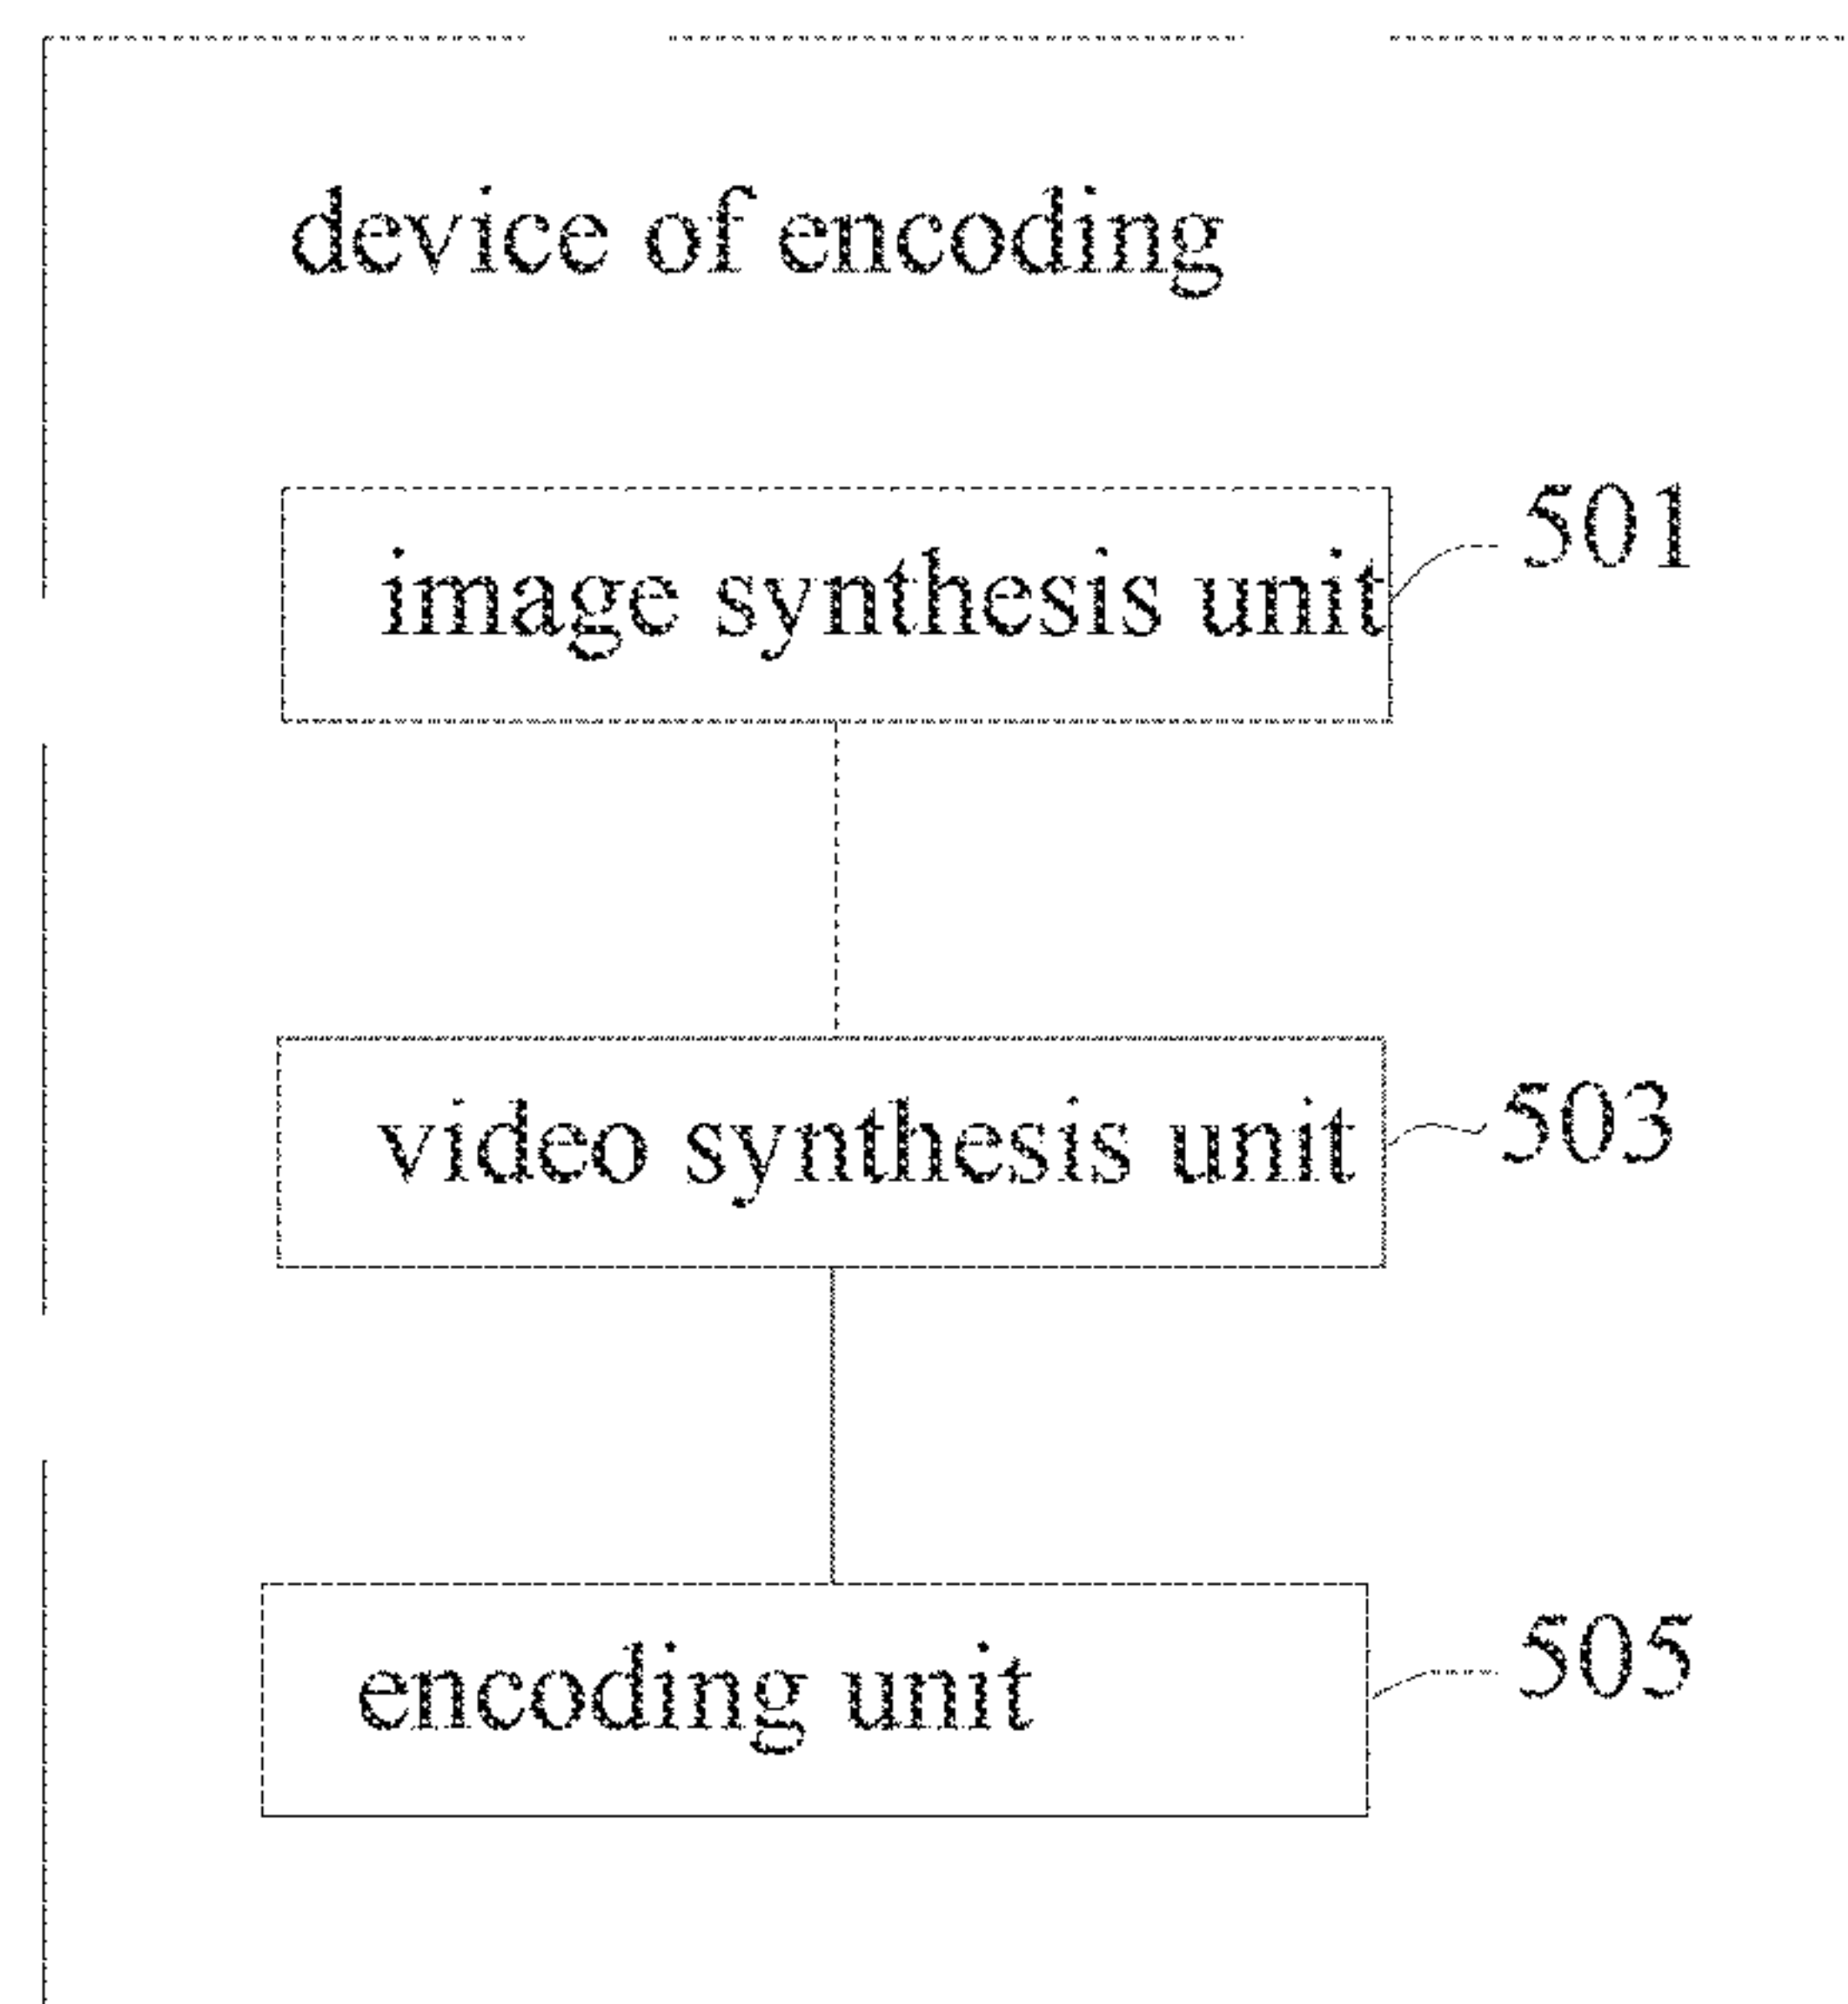 device of encoding
image synthesis unit 501
video synthesis unit 503
encoding unit 505